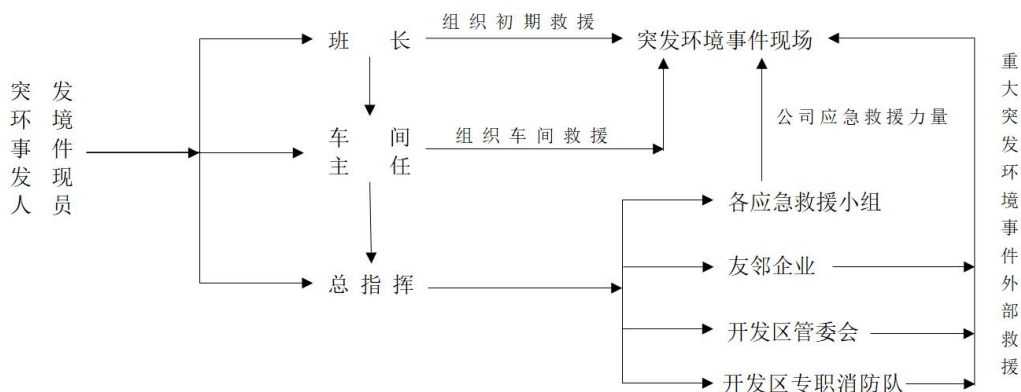 突发
环境
事件
发现
人员
班长
组织初期救援
突发环境事件现场
车间
主任
组织车间救援
公司应急救援力量
各应急救援小组
总指挥
友邻企业
开发区管委会
开发区专职消防队
重大突发环境事件外部救援